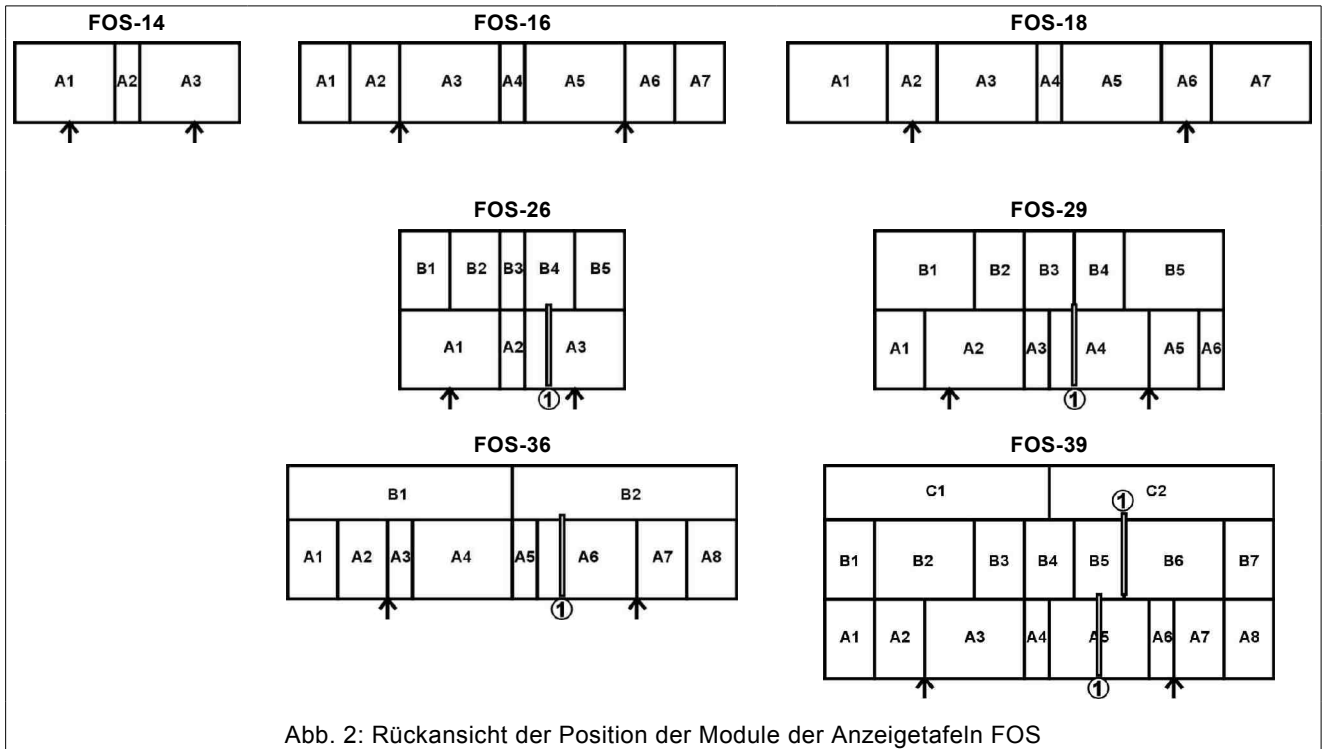 FOS-14 FOS-16 FOS-18
A1 A2 A3 A1 A2 A3 A4 A5 A6 A7 A1 A2 A3 A4 A5 A6 A7
FOS-26 FOS-29
B1 B2 B3 B4 B5 B1 B2 B3 B4 B5
A1 A2 A3 A1 A2 A3 A4 A5 A6
① ①
FOS-36 FOS-39
B1 B2 C1 C2
①
A1 A2 A3 A4 A5 A6 A7 A8 B1 B2 B3 B4 B5 B6 B7
①
A1 A2 A3 A4 A5 A6 A7 A8
①
Abb. 2: Rückansicht der Position der Module der Anzeigetafeln FOS